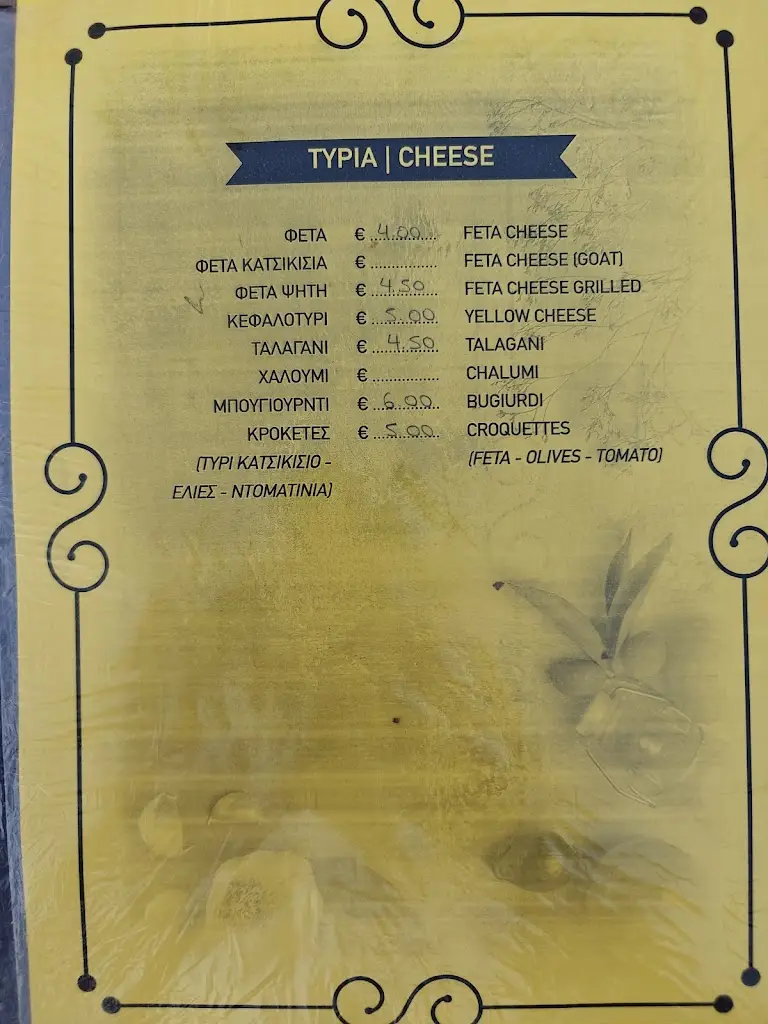 ΤΥΡΙΑ | CHEESE
ΦΕΤΑ € 4.00 FETA CHEESE
ΦΕΤΑ ΚΑΤΣΙΚΙΣΙΑ € ............... FETA CHEESE (GOAT)
ΦΕΤΑ ΨΗΤΗ € 4.50 FETA CHEESE GRILLED
ΚΕΦΑΛΟΤΥΡΙ € 5.00 YELLOW CHEESE
ΤΑΛΑΓΑΝΙ € 4.50 TALAGANI
ΧΑΛΟΥΜΙ € ............... CHALUMI
ΜΠΟΥΓΙΟΥΡΝΤΙ € 6.00 BUGIURDI
ΚΡΟΚΕΤΕΣ € 5.00 CROQUETTES
(ΤΥΡΙ ΚΑΤΣΙΚΙΣΙΟ - (FETA - OLIVES - TOMATO)
ΕΛΙΕΣ - ΝΤΟΜΑΤΙΝΙΑ)